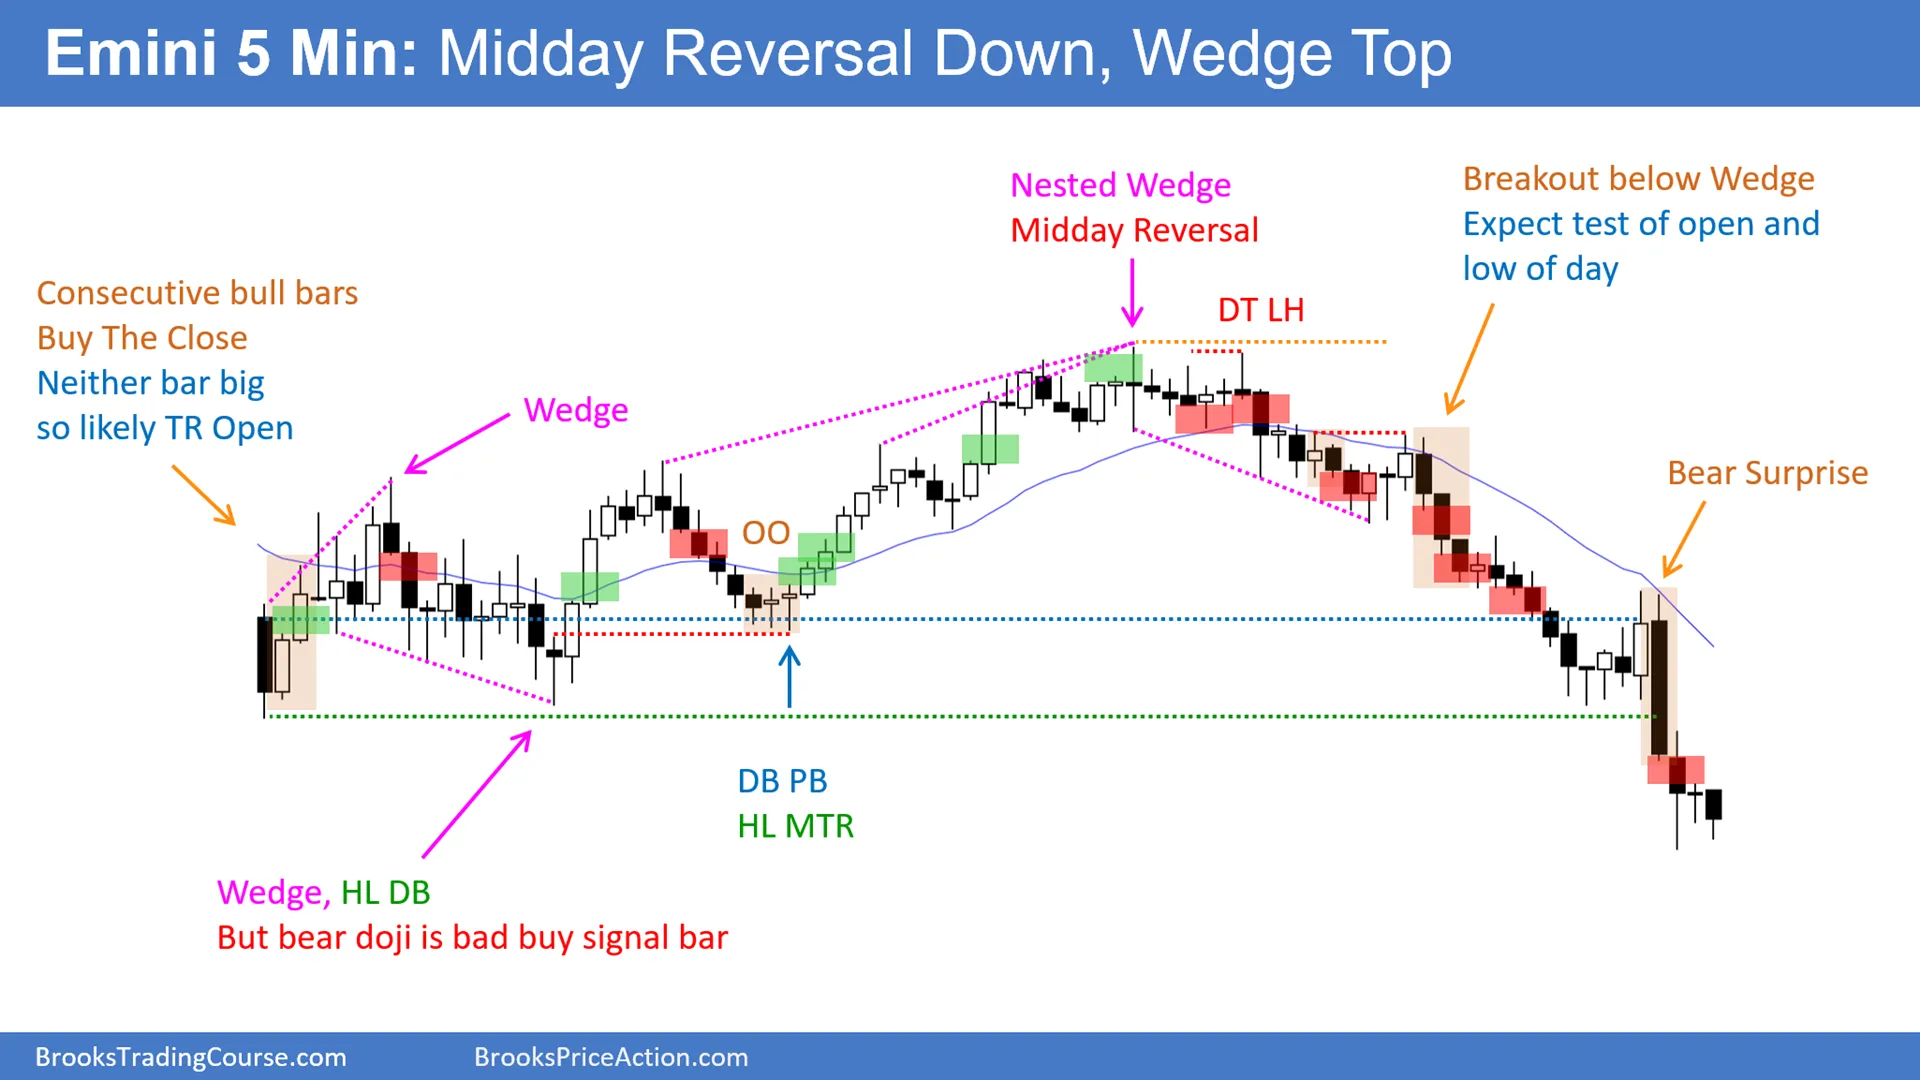 Emini 5 Min: Midday Reversal Down, Wedge Top
Nested Wedge
Midday Reversal
Breakout below Wedge
Expect test of open and
low of day
Consecutive bull bars
Buy The Close
Neither bar big
so likely TR Open
DT LH
Wedge
Bear Surprise
OO
DB PB
HL MTR
Wedge, HL DB
But bear doji is bad buy signal bar
BrooksTradingCourse.com
BrooksPriceAction.com